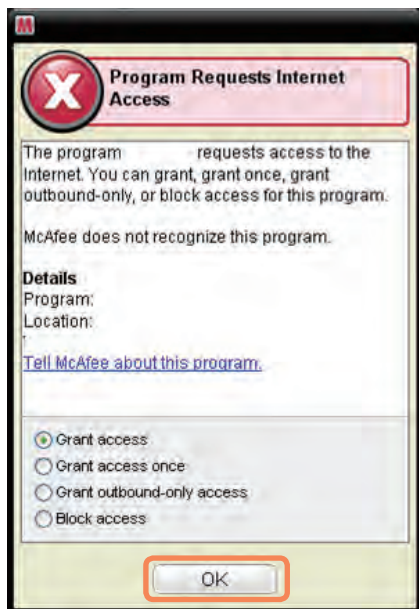 M
Program Requests Internet
Access
The program requests access to the
Internet. You can grant, grant once, grant
outbound-only, or block access for this program.
McAfee does not recognize this program.
Details
Program:
Location:
Tell McAfee about this program.
Grant access
Grant access once
Grant outbound-only access
Block access
OK